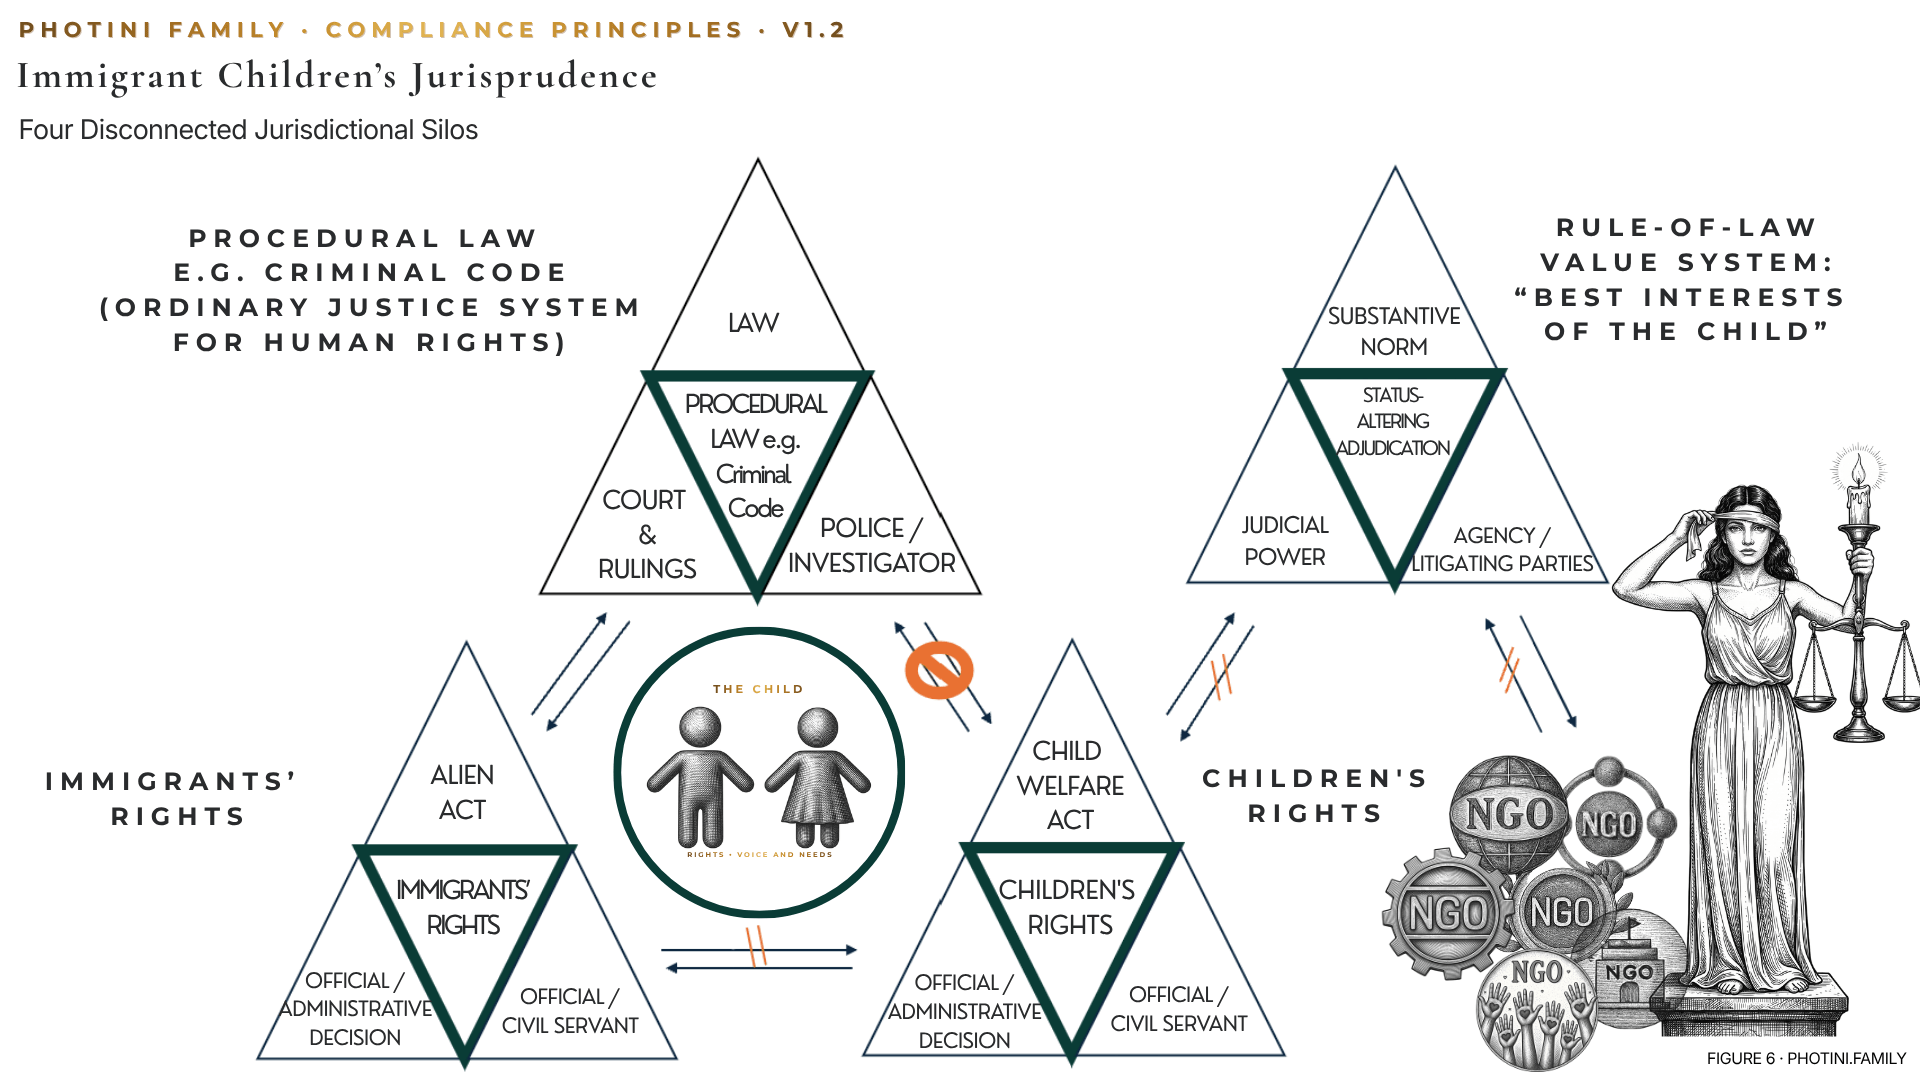 PHOTINI FAMILY · COMPLIANCE PRINCIPLES · V1.2
Immigrant Children’s Jurisprudence
Four Disconnected Jurisdictional Silos
PROCEDURAL LAW
E.G. CRIMINAL CODE
(ORDINARY JUSTICE SYSTEM
FOR HUMAN RIGHTS)
LAW
PROCEDURAL
LAW e.g.
Criminal
Code
COURT
&
RULINGS
POLICE /
INVESTIGATOR
RULE-OF-LAW
VALUE SYSTEM:
“BEST INTERESTS
OF THE CHILD”
SUBSTANTIVE
NORM
STATUS-
ALTERING
ADJUDICATION
JUDICIAL
POWER
AGENCY /
LITIGATING PARTIES
IMMIGRANTS’
RIGHTS
ALIEN
ACT
IMMIGRANTS’
RIGHTS
OFFICIAL /
ADMINISTRATIVE
DECISION
OFFICIAL /
CIVIL SERVANT
THE CHILD
RIGHTS · VOICE AND NEEDS
CHILD
WELFARE
ACT
CHILDREN'S
RIGHTS
OFFICIAL /
ADMINISTRATIVE
DECISION
OFFICIAL /
CIVIL SERVANT
CHILDREN'S
RIGHTS
NGO
NGO
NGO
NGO
NGO
NGO
FIGURE 6 · PHOTINI.FAMILY